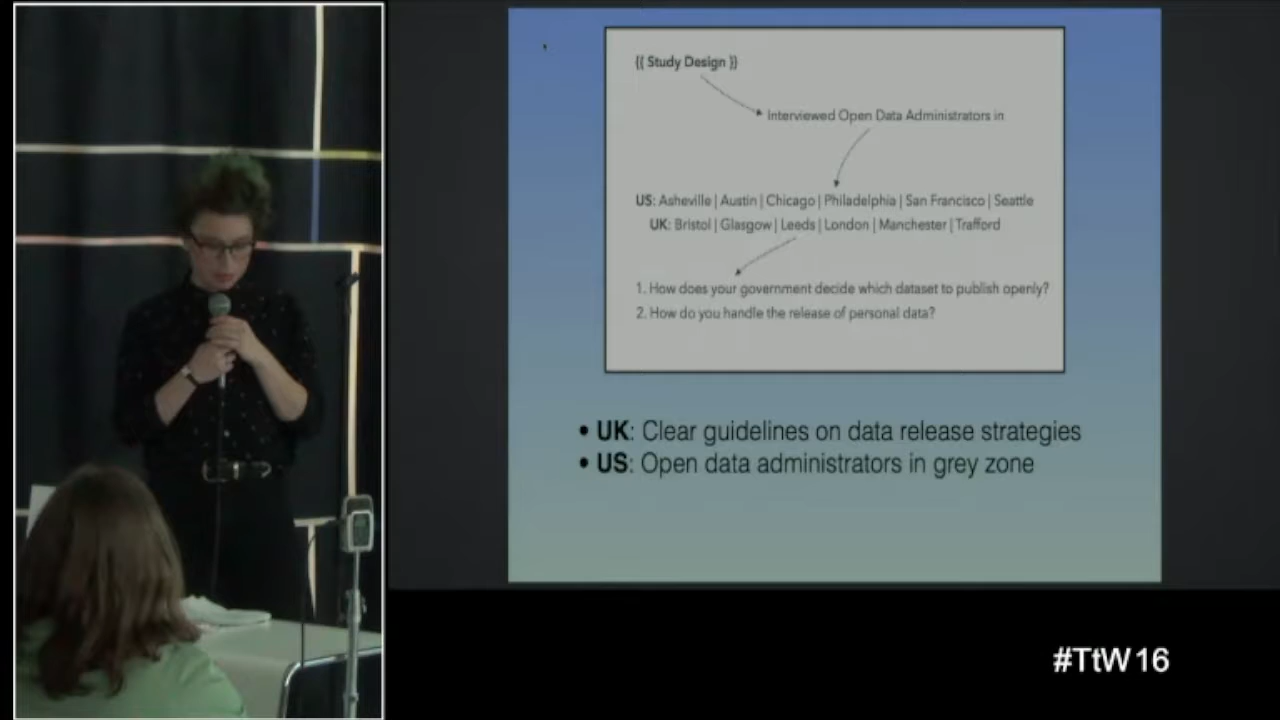 {{ Study Design }}
Interviewed Open Data Administrators in
US: Asheville | Austin | Chicago | Philadelphia | San Francisco | Seattle
UK: Bristol | Glasgow | Leeds | London | Manchester | Trafford
1. How does your government decide which dataset to publish openly?
2. How do you handle the release of personal data?
• UK: Clear guidelines on data release strategies
• US: Open data administrators in grey zone
#TtW16